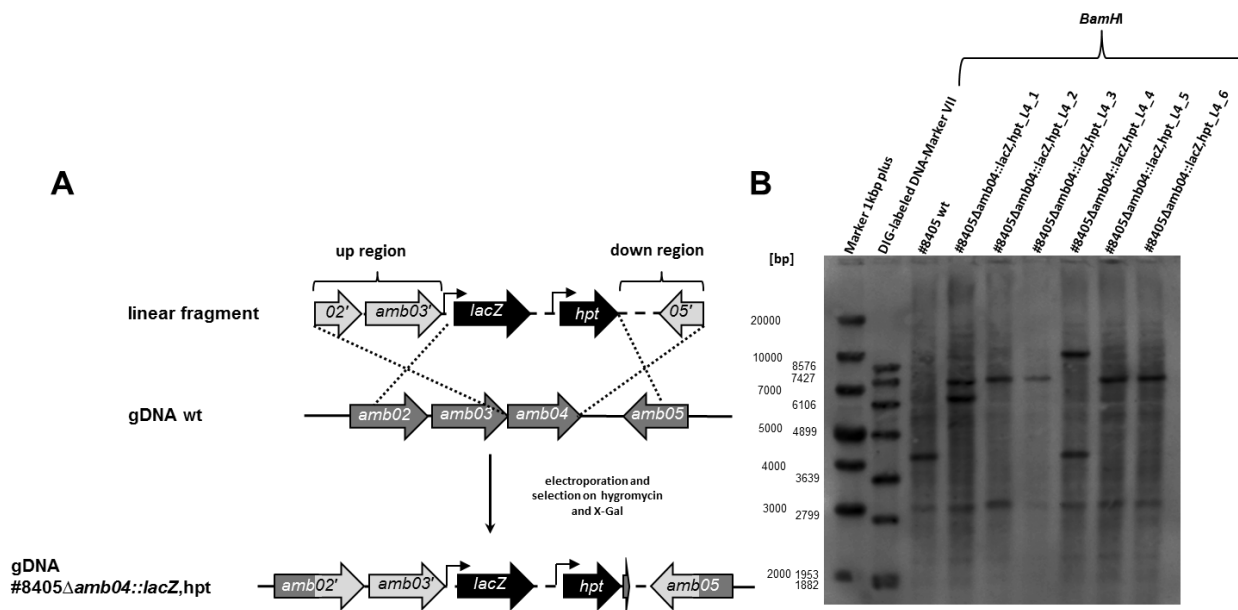 A
up region
down region
linear fragment
02'
amb03'
lacZ
hpt
05'
gDNA wt
amb02
amb03
amb04
amb05
electroporation and
selection on hygromycin
and X-Gal
gDNA
#8405Δamb04::lacZ,hpt
amb02'
amb03'
lacZ
hpt
amb05
B
BamHI
Marker 1kbp plus
DIG-labeled DNA-Marker VII
#8405 wt
#8405Δamb04::lacZ,hpt_L4_1
#8405Δamb04::lacZ,hpt_L4_2
#8405Δamb04::lacZ,hpt_L4_3
#8405Δamb04::lacZ,hpt_L4_4
#8405Δamb04::lacZ,hpt_L4_5
#8405Δamb04::lacZ,hpt_L4_6
[bp]
20000
10000
8576
7427
7000
6106
5000
4899
4000
3639
3000
2799
2000
1953
1882